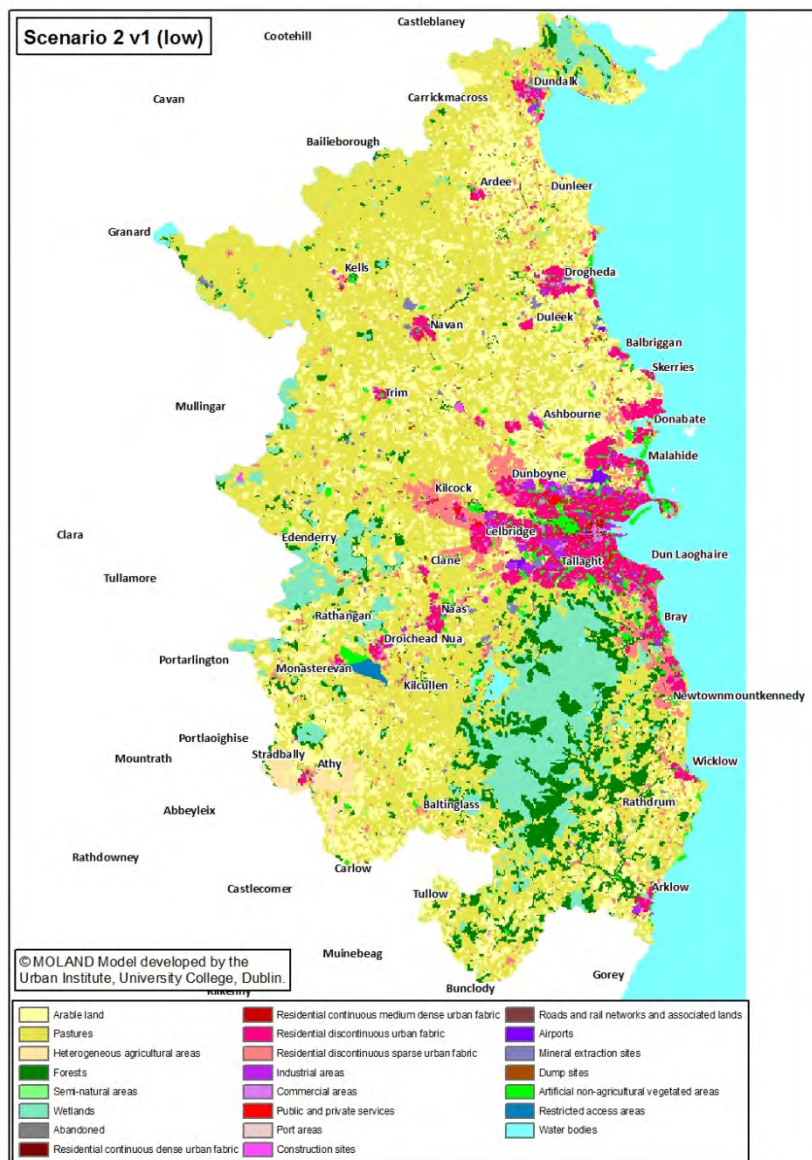 Scenario 2 v1 (low)
Castleblaney
Cootehill
Dundalk
Cavan
Carrickmacross
Bailieborough
Ardee
Dunleer
Granard
Kells
Drogheda
Navan
Duleek
Balbriggan
Skerries
Mullingar
Trim
Ashbourne
Donabate
Malahide
Dunboyne
Kilcock
Clara
Edenderry
Celbridge
Dun Laoghaire
Clane
Tallaght
Tullamore
Rathangan
Naas
Bray
Droichead Nua
Portarlington
Monasterevan
Kilcullen
Newtownmountkennedy
Portlaoighise
Stradbally
Mountrath
Athy
Wicklow
Baltinglass
Rathdrum
Abbeyleix
Rathdowney
Carlow
Castlecomer
Tullow
Arklow
Muinebeag
Gorey
Bunclody
Kilkenny
© MOLAND Model developed by the
Urban Institute, University College, Dublin.
Arable land
Pastures
Heterogeneous agricultural areas
Forests
Semi-natural areas
Wetlands
Abandoned
Residential continuous dense urban fabric
Residential continuous medium dense urban fabric
Residential discontinuous urban fabric
Residential discontinuous sparse urban fabric
Industrial areas
Commercial areas
Public and private services
Port areas
Construction sites
Roads and rail networks and associated lands
Airports
Mineral extraction sites
Dump sites
Artificial non-agricultural vegetated areas
Restricted access areas
Water bodies